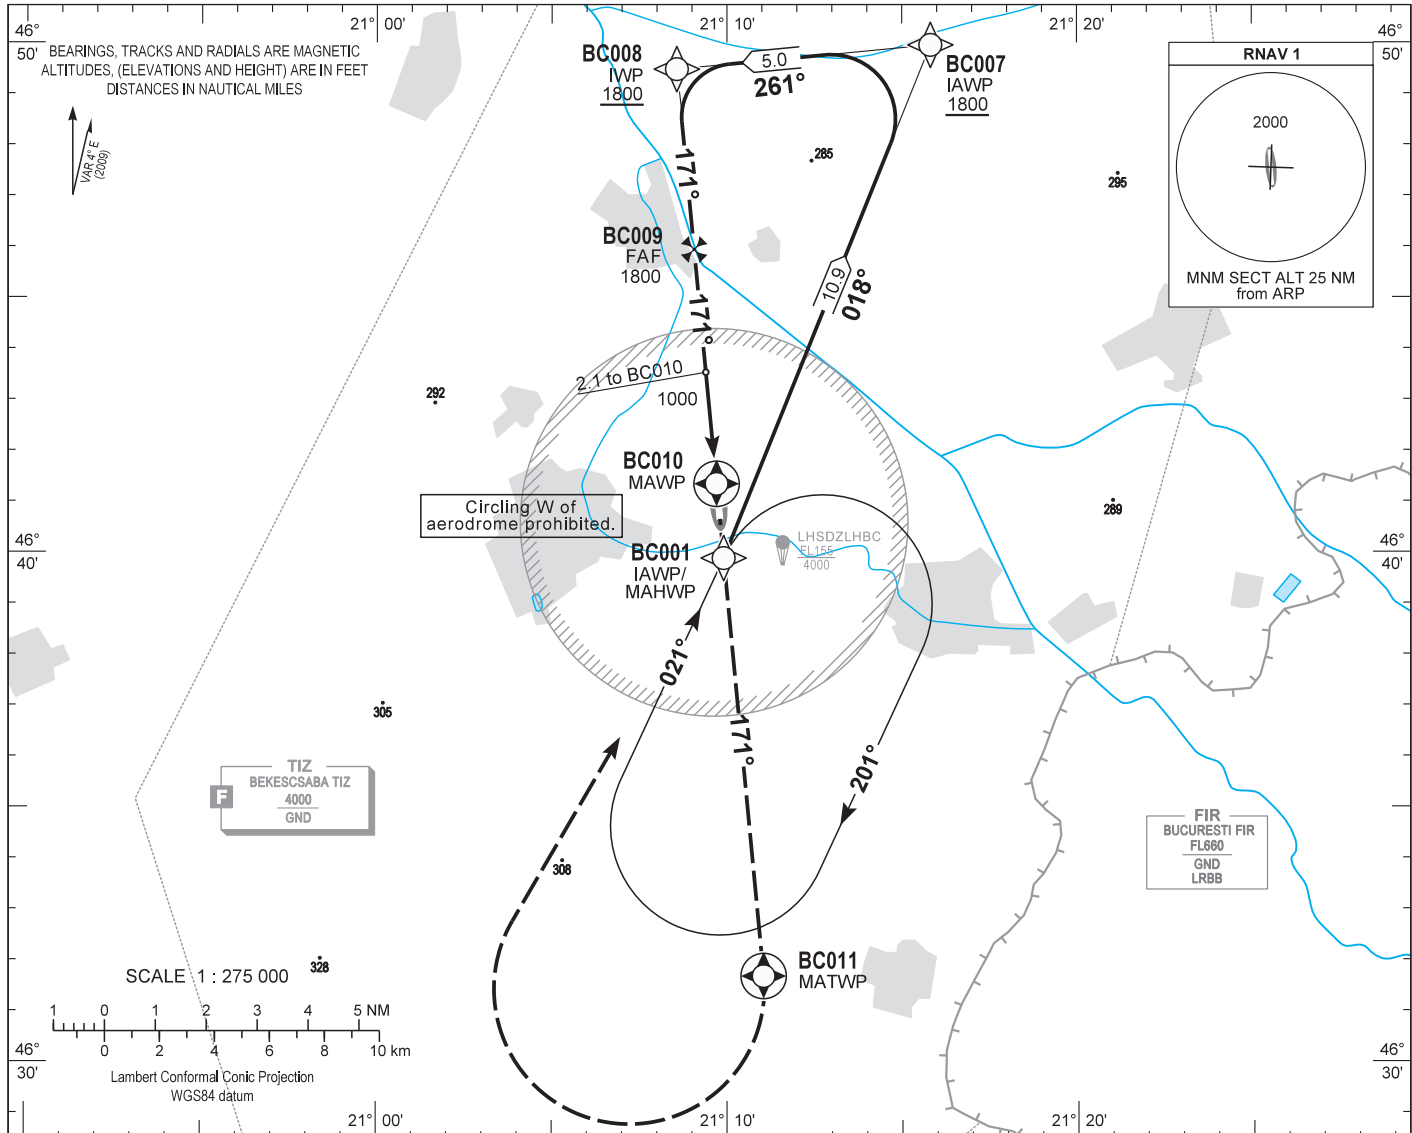 21° 00'
21° 10'
21° 20'
46°
50'
46°
50'
BEARINGS, TRACKS AND RADIALS ARE MAGNETIC
ALTITUDES, (ELEVATIONS AND HEIGHT) ARE IN FEET
DISTANCES IN NAUTICAL MILES
VAR 4° E
(2009)
BC008
IWP
1800
5.0
261°
BC007
IAWP
1800
RNAV 1
2000
MNM SECT ALT 25 NM
from ARP
171°
285
295
BC009
FAF
1800
10.9
018°
171°
2.1 to BC010
1000
292
BC010
MAWP
Circling W of
aerodrome prohibited.
289
LHSDZLHBC
FL155
4000
46°
40'
46°
40'
BC001
IAWP/
MAHWP
021°
305
171°
201°
TIZ
BEKESCSABA TIZ
4000
GND
F
308
FIR
BUCURESTI FIR
FL660
GND
LRBB
328
BC011
MATWP
SCALE 1 : 275 000
1 0 1 2 3 4 5 NM
0 2 4 6 8 10 km
Lambert Conformal Conic Projection
WGS84 datum
46°
30'
46°
30'
21° 00'
21° 10'
21° 20'